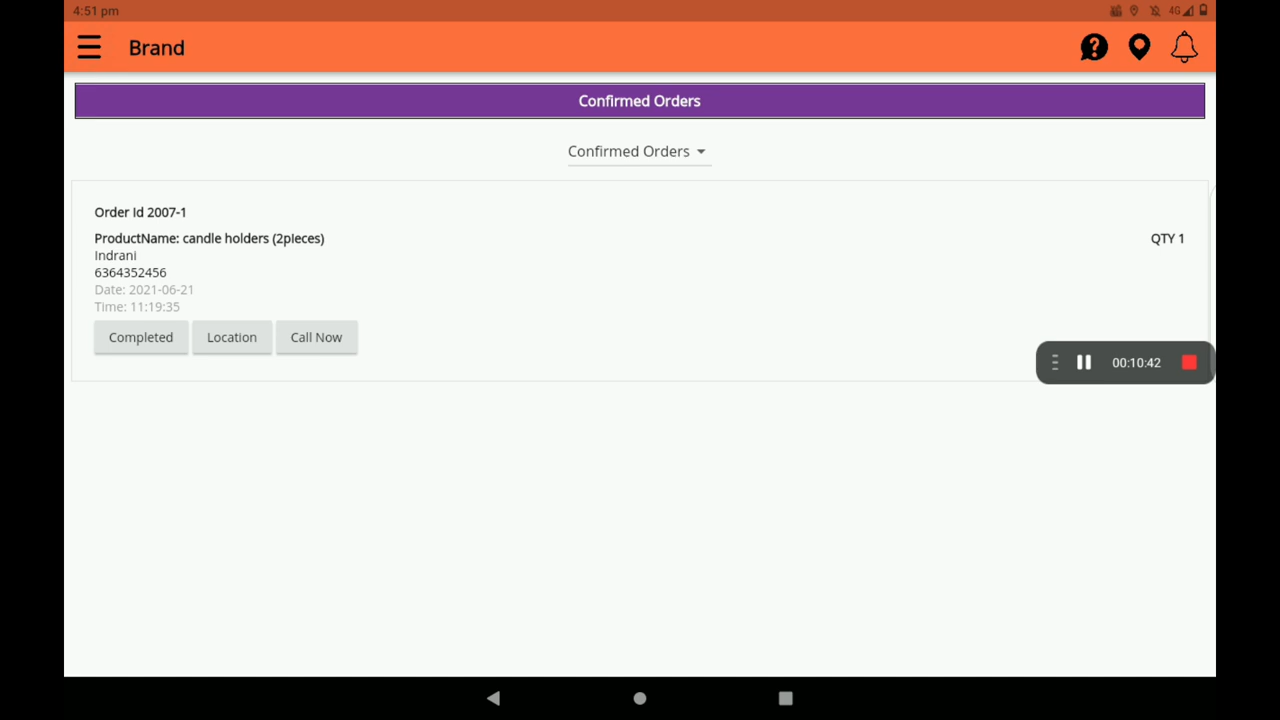 4:51 pm
4G
Brand
Confirmed Orders
Confirmed Orders
Order Id 2007-1
ProductName: candle holders (2pIeces) QTY 1
Indrani
6364352456
Date: 2021-06-21
Time: 11:19:35
Completed Location Call Now
00:10:42